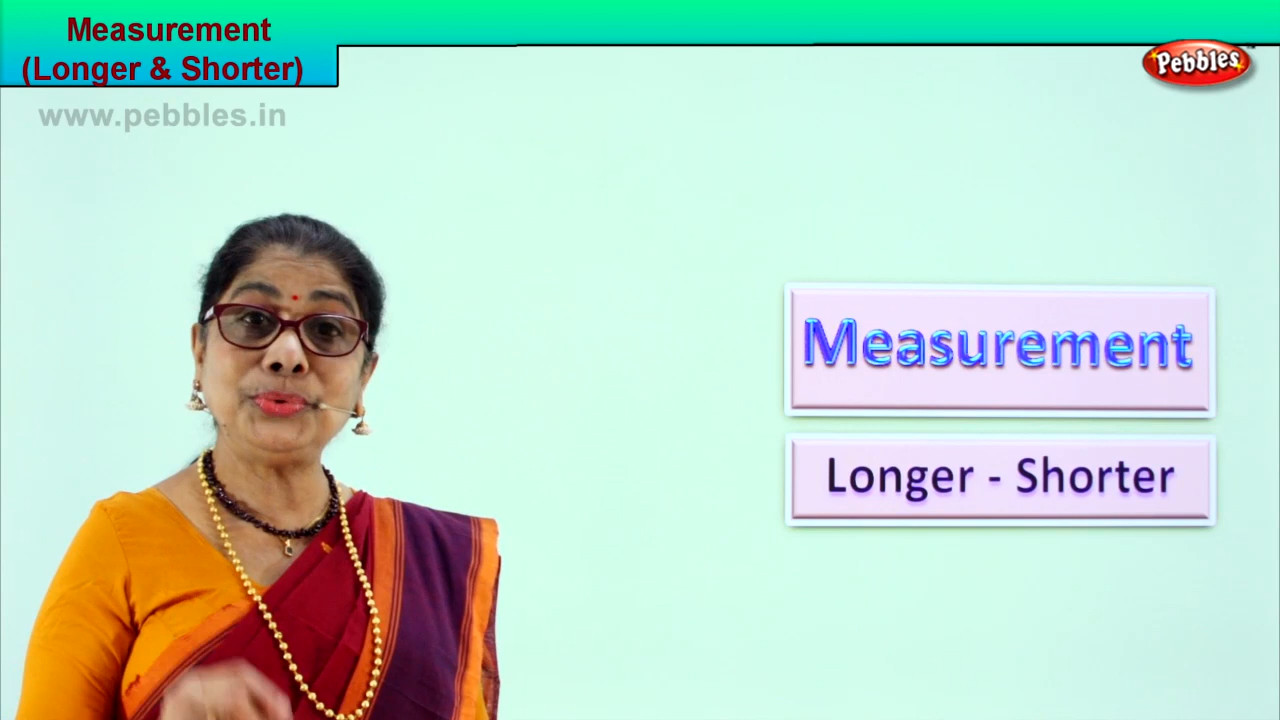 Measurement
(Longer & Shorter)
www.pebbles.in
Pebbles
Measurement
Longer - Shorter